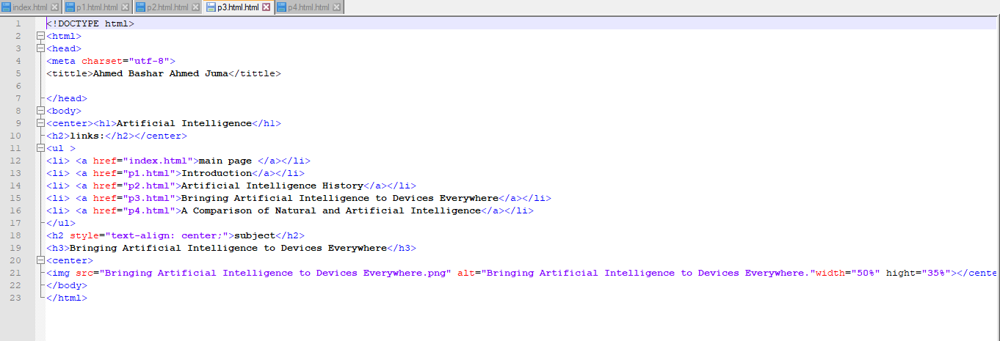 index.html p1.html.html p2.html.html p3.html.html p4.html.html
1 <!DOCTYPE html>
2 <html>
3 <head>
4 <meta charset="utf-8">
5 <tittle>Ahmed Bashar Ahmed Juma</tittle>
6
7 </head>
8 <body>
9 <center><h1>Artificial Intelligence</h1>
10 <h2>links:</h2></center>
11 <ul >
12 <li> <a href="index.html">main page </a></li>
13 <li> <a href="p1.html">Introduction</a></li>
14 <li> <a href="p2.html">Artificial Intelligence History</a></li>
15 <li> <a href="p3.html">Bringing Artificial Intelligence to Devices Everywhere</a></li>
16 <li> <a href="p4.html">A Comparison of Natural and Artificial Intelligence</a></li>
17 </ul>
18 <h2 style="text-align: center;">subject</h2>
19 <h3>Bringing Artificial Intelligence to Devices Everywhere</h3>
20 <center>
21 <img src="Bringing Artificial Intelligence to Devices Everywhere.png" alt="Bringing Artificial Intelligence to Devices Everywhere."width="50%" hight="35%"></cente
22 </body>
23 </html>